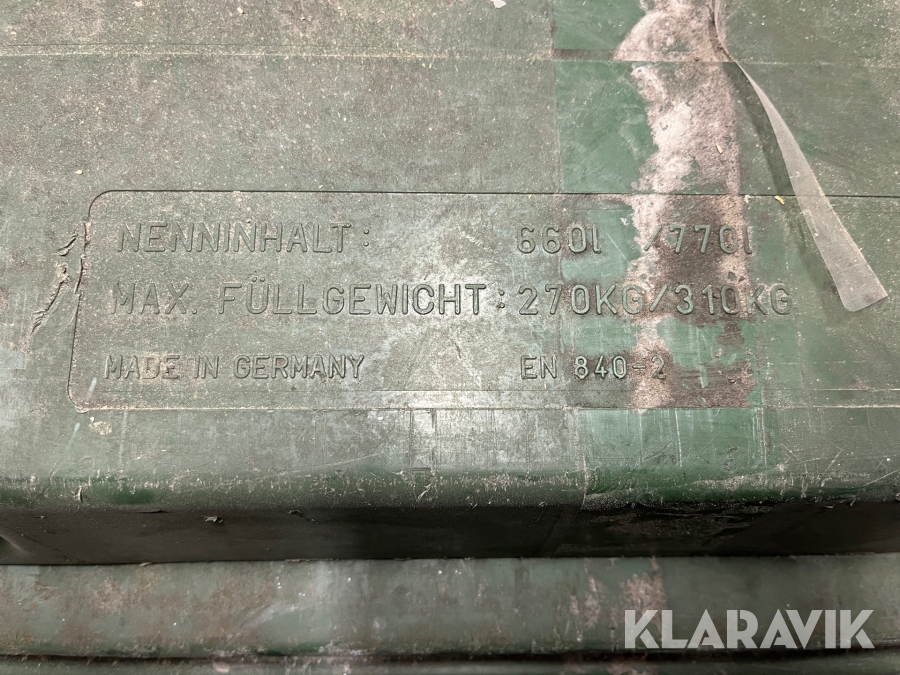 NENNINHALT: 660l /770l
MAX. FÜLLGEWICHT: 270KG/310KG
MADE IN GERMANY EN 840-2
KLARAVIK